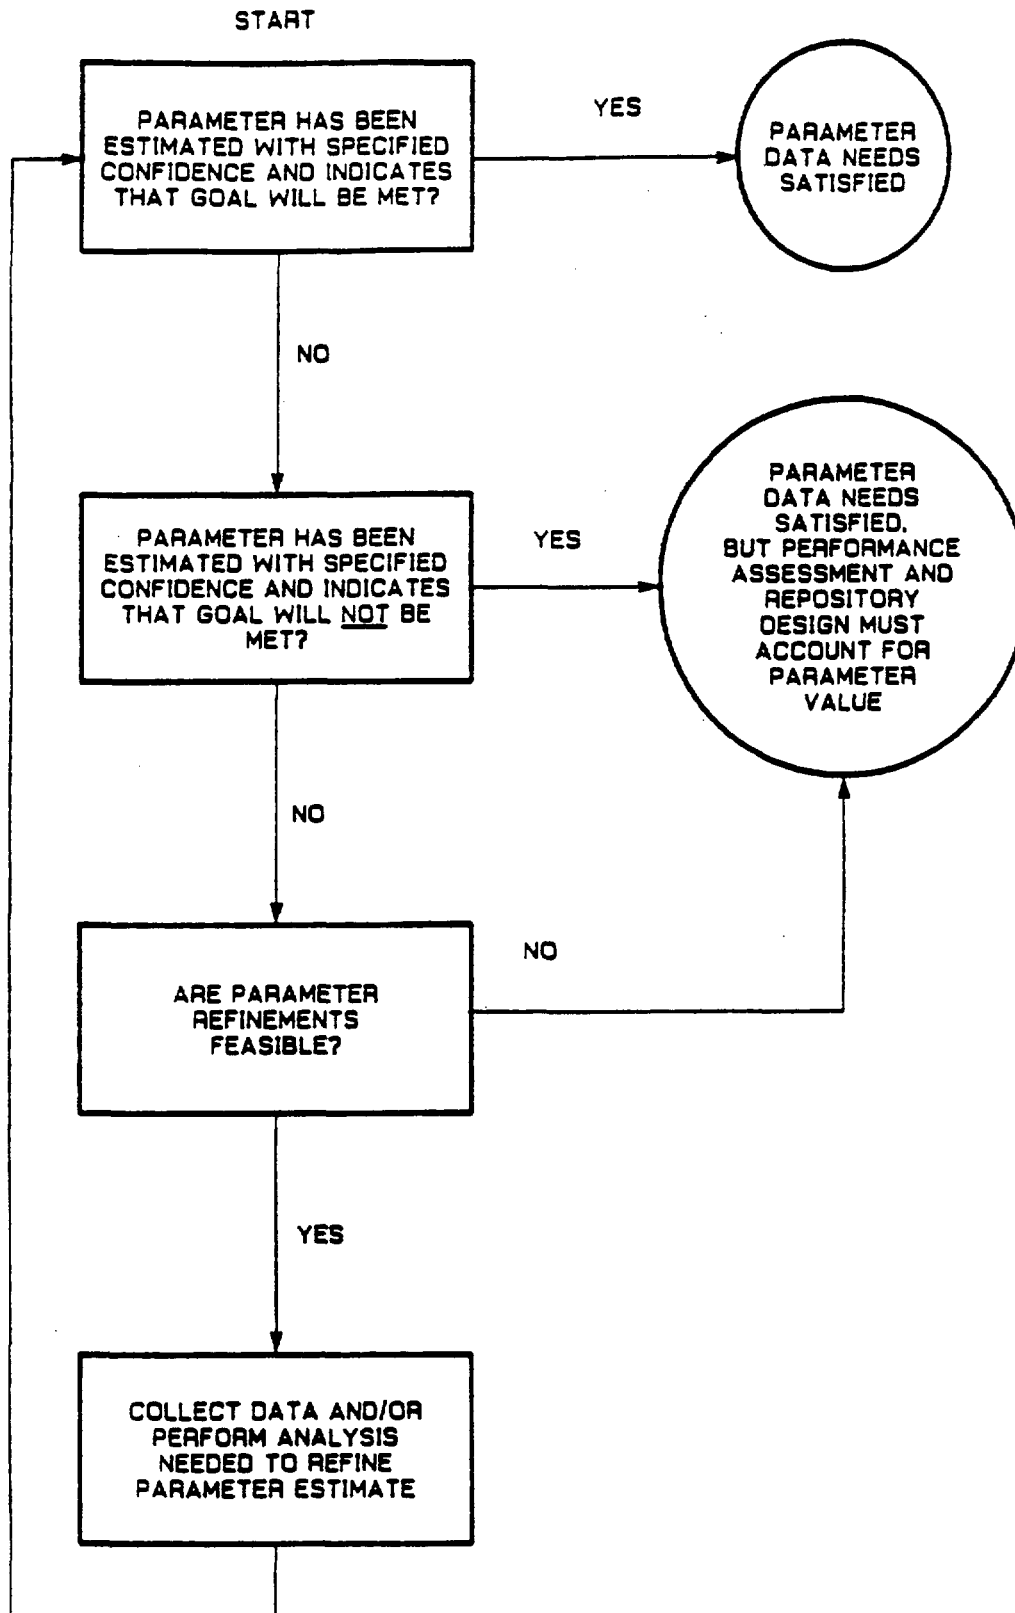 START
PARAMETER HAS BEEN
ESTIMATED WITH SPECIFIED
CONFIDENCE AND INDICATES
THAT GOAL WILL BE MET?
YES
PARAMETER
DATA NEEDS
SATISFIED
NO
PARAMETER HAS BEEN
ESTIMATED WITH SPECIFIED
CONFIDENCE AND INDICATES
THAT GOAL WILL NOT BE
MET?
YES
PARAMETER
DATA NEEDS
SATISFIED.
BUT PERFORMANCE
ASSESSMENT AND
REPOSITORY
DESIGN MUST
ACCOUNT FOR
PARAMETER
VALUE
NO
ARE PARAMETER
REFINEMENTS
FEASIBLE?
NO
YES
COLLECT DATA AND/OR
PERFORM ANALYSIS
NEEDED TO REFINE
PARAMETER ESTIMATE